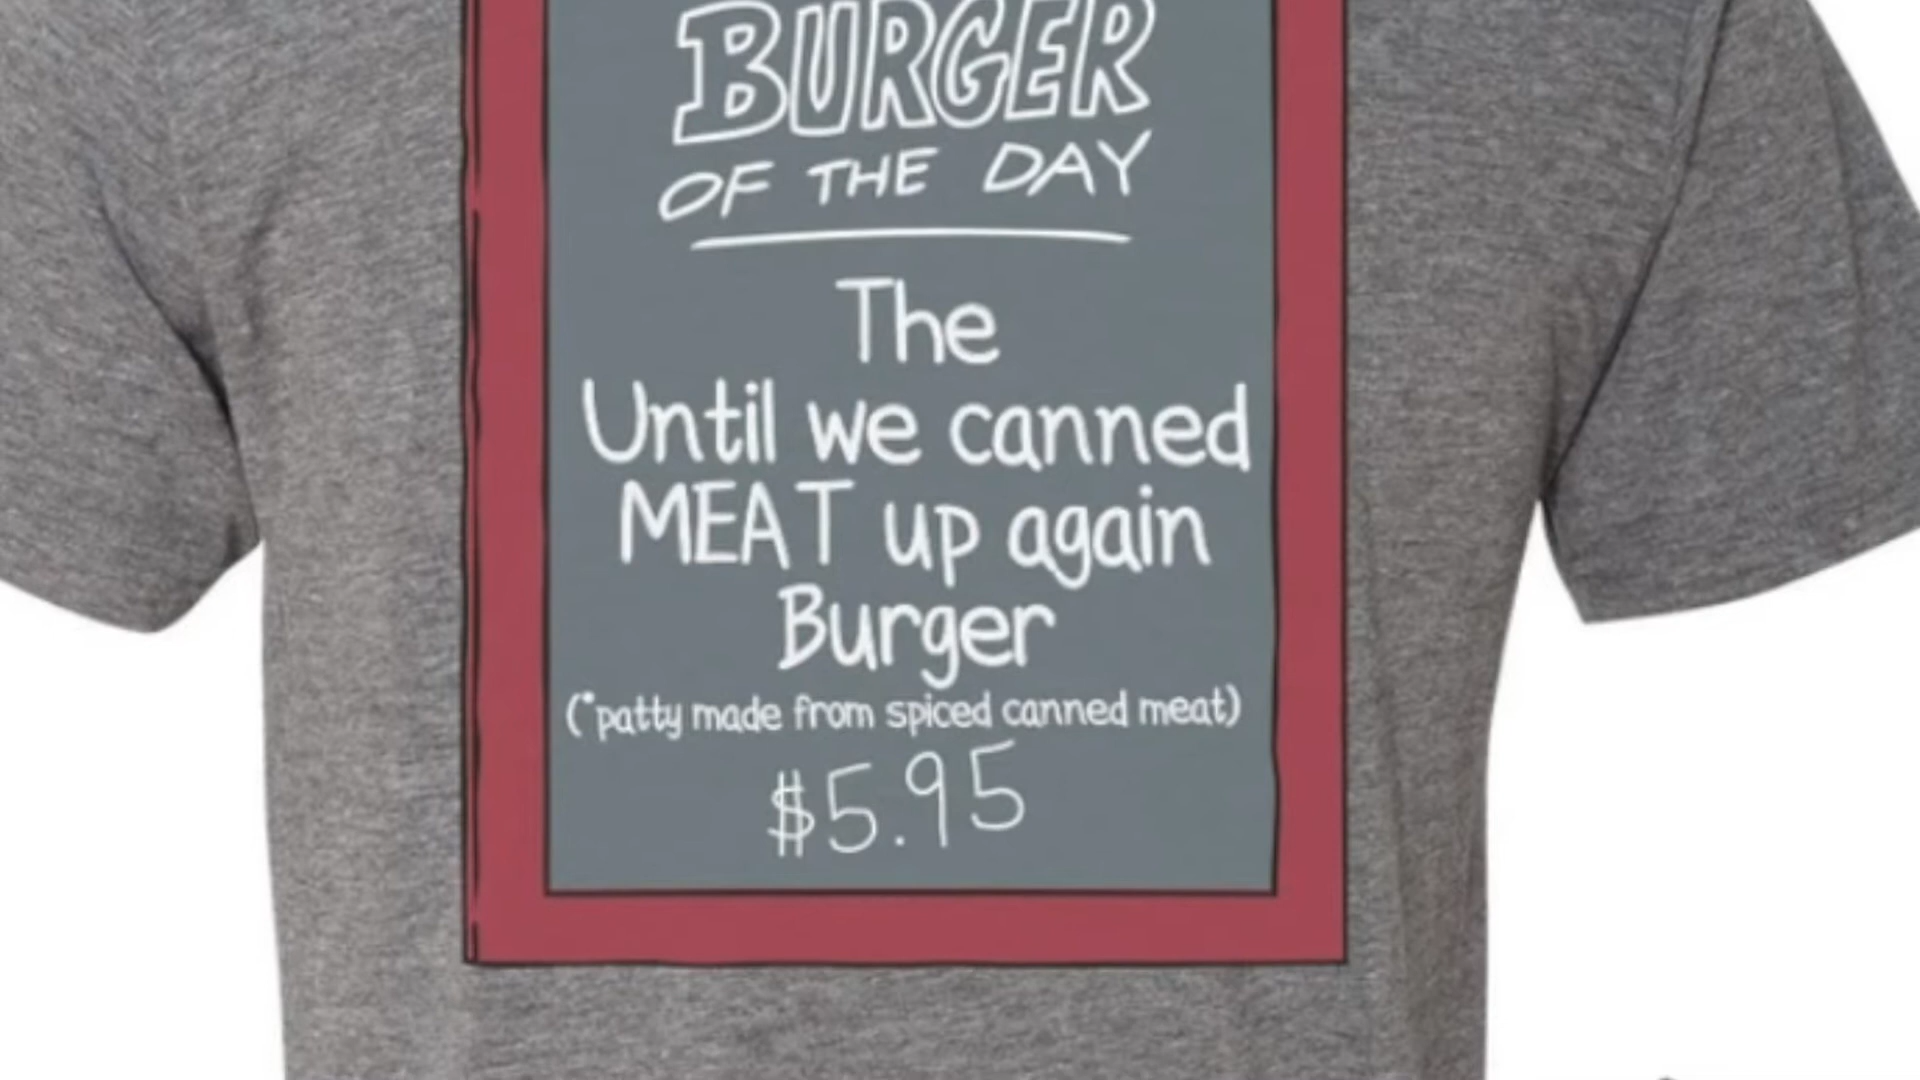 BURGER
OF THE DAY
The
Until we canned
MEAT up again
Burger
(*patty made from spiced canned meat)
$5.95